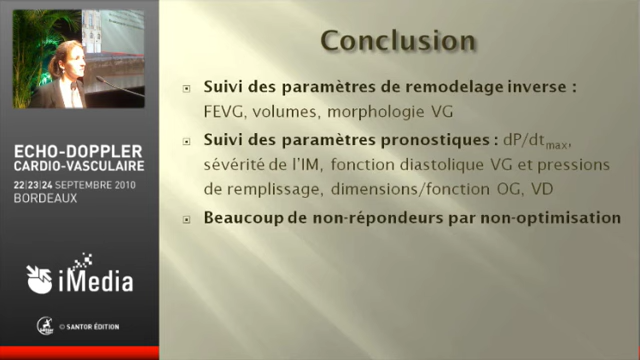 Conclusion
Suivi des paramètres de remodelage inverse :
FEVG, volumes, morphologie VG
Suivi des paramètres pronostiques : dP/dtmax,
sévérité de l'IM, fonction diastolique VG et pressions
de remplissage, dimensions/fonction OG, VD
Beaucoup de non-répondeurs par non-optimisation
ECHO-DOPPLER
CARDIO-VASCULAIRE
22|23|24 SEPTEMBRE 2010
BORDEAUX
iMedia
© SANTOR ÉDITION